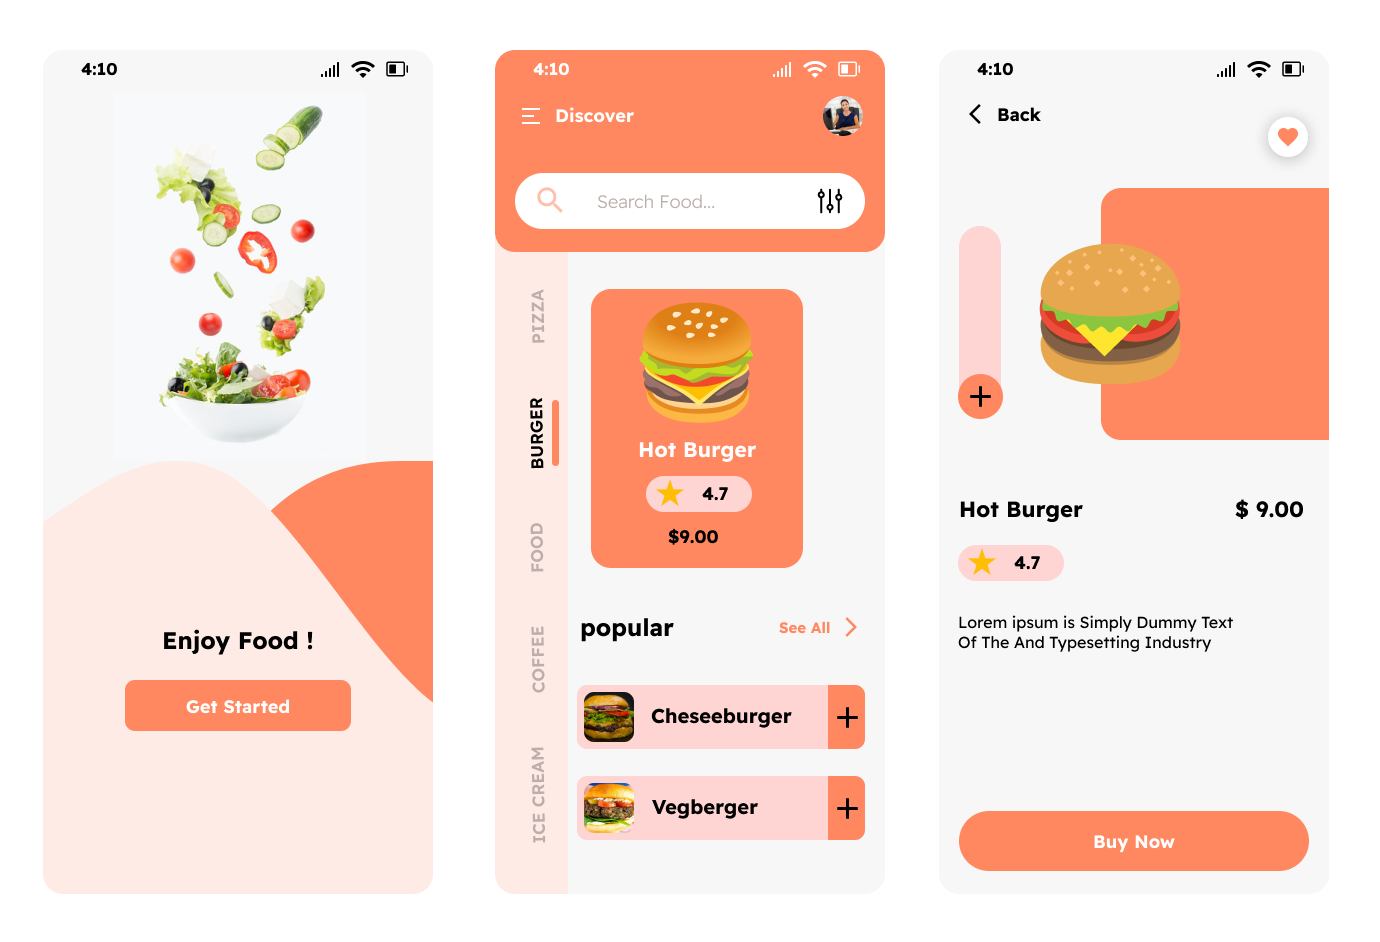 4:10
Enjoy Food !
Get Started
4:10
Discover
Search Food...
PIZZA
BURGER
FOOD
COFFEE
ICE CREAM
Hot Burger
4.7
$9.00
popular
See All
Cheseeburger
Vegberger
4:10
Back
Hot Burger
$ 9.00
4.7
Lorem ipsum is Simply Dummy Text
Of The And Typesetting Industry
Buy Now